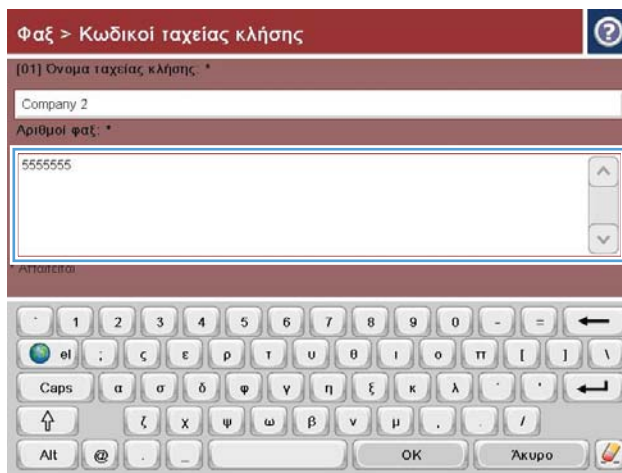 Φαξ > Κωδικοί ταχείας κλήσης
[01] Όνομα ταχείας κλήσης: *
Company 2
Αριθμοί φαξ: *
5555555
* Απαιτείται
1 2 3 4 5 6 7 8 9 0 - =
el ; ς ε ρ τ υ θ ι ο π [ ] \
Caps α σ δ φ γ η ξ κ λ ΄ '
ζ χ ψ ω β ν μ , . /
Alt @ . _ OK Άκυρο